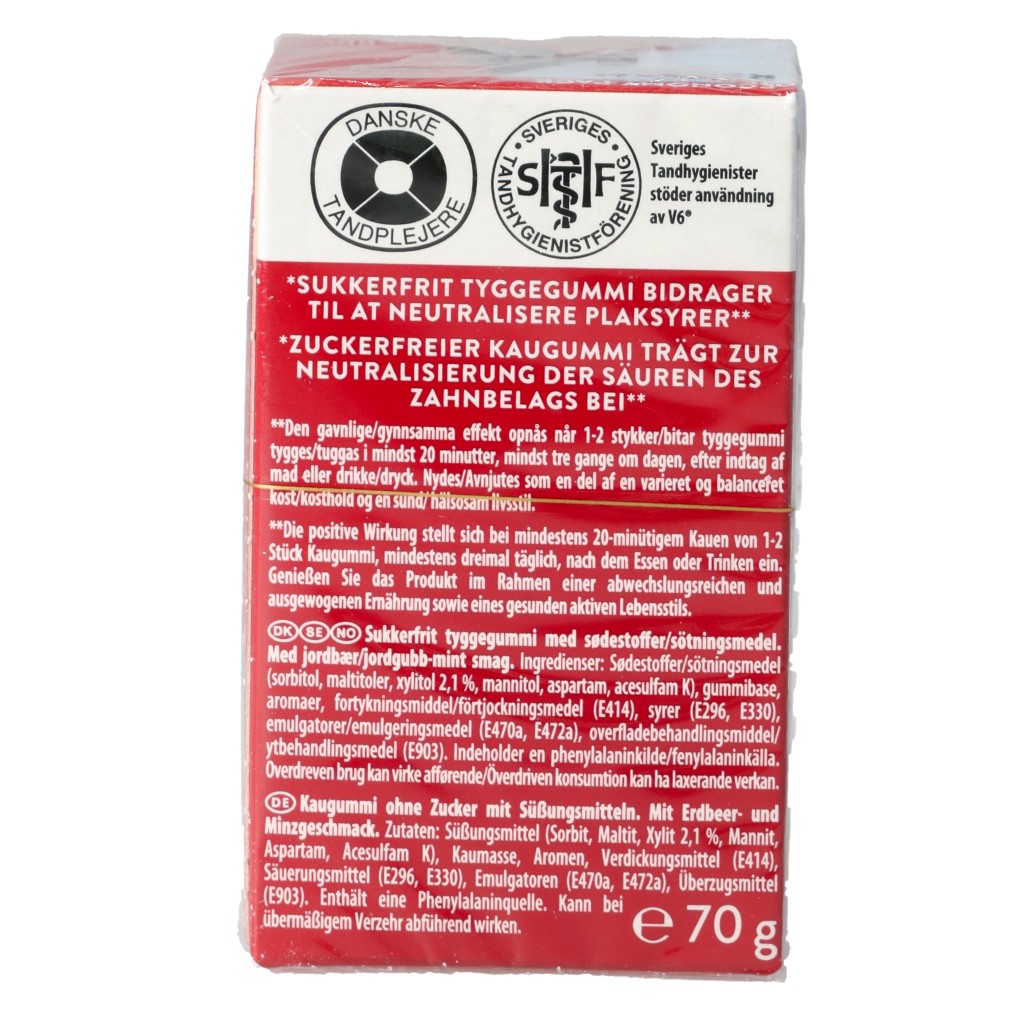 DANSKE
TANDPLEJERE
SVERIGES
TANDHYGIENISTFÖRENING
STF
Sveriges
Tandhygienister
stöder användning
av V6®
*SUKKERFRIT TYGGEGUMMI BIDRAGER
TIL AT NEUTRALISERE PLAKSYRER**
*ZUCKERFREIER KAUGUMMI TRÄGT ZUR
NEUTRALISIERUNG DER SÄUREN DES
ZAHNBELAGS BEI**
**Den gavnlige/gynnsamma effekt opnås når 1-2 stykker/bitar tyggegummi
tygges/tuggas i mindst 20 minutter, mindst tre gange om dagen, efter indtag af
mad eller drikke/dryck. Nydes/Avnjutes som en del af en varieret og balanceret
kost/kosthold og en sund/ hälsosam livsstil.
**Die positive Wirkung stellt sich bei mindestens 20-minütigem Kauen von 1-2
Stück Kaugummi, mindestens dreimal täglich, nach dem Essen oder Trinken ein.
Genießen Sie das Produkt im Rahmen einer abwechslungsreichen und
ausgewogenen Ernährung sowie eines gesunden aktiven Lebensstils.
DK SE NO Sukkerfrit tyggegummi med sødestoffer/sötningsmedel.
Med jordbær/jordgubb-mint smag. Ingredienser: Sødestoffer/sötningsmedel
(sorbitol, maltitoler, xylitol 2,1 %, mannitol, aspartam, acesulfam K), gummibase,
aromaer, fortykningsmiddel/förtjockningsmedel (E414), syrer (E296, E330),
emulgatorer/emulgeringsmedel (E470a, E472a), overfladebehandlingsmiddel/
ytbehandlingsmedel (E903). Indeholder en phenylalaninkilde/fenylalaninkälla.
Overdreven brug kan virke afførende/Överdriven konsumtion kan ha laxerande verkan.
DE Kaugummi ohne Zucker mit Süßungsmitteln. Mit Erdbeer- und
Minzgeschmack. Zutaten: Süßungsmittel (Sorbit, Maltit, Xylit 2,1 %, Mannit,
Aspartam, Acesulfam K), Kaumasse, Aromen, Verdickungsmittel (E414),
Säuerungsmittel (E296, E330), Emulgatoren (E470a, E472a), Überzugsmittel
(E903). Enthält eine Phenylalaninquelle. Kann bei
übermäßigem Verzehr abführend wirken.
℮ 70 g